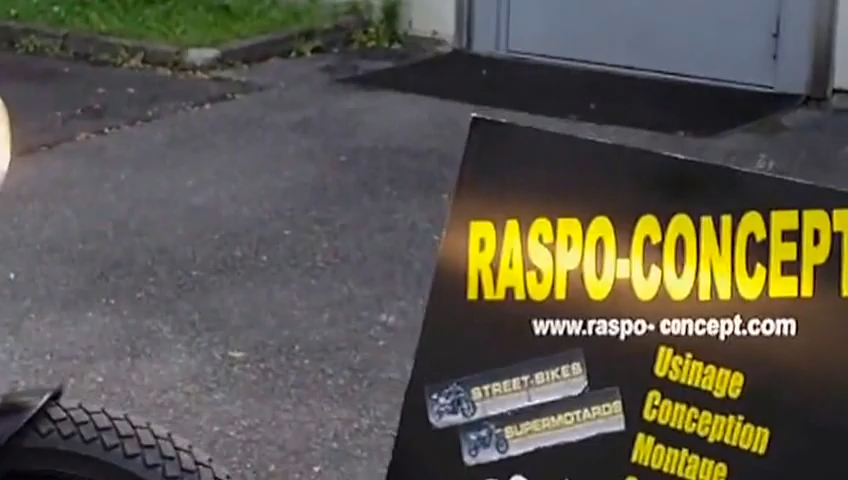 RASPO-CONCEPT
www.raspo- concept.com
STREET-BIKES
SUPERMOTARDS
Usinage
Conception
Montage